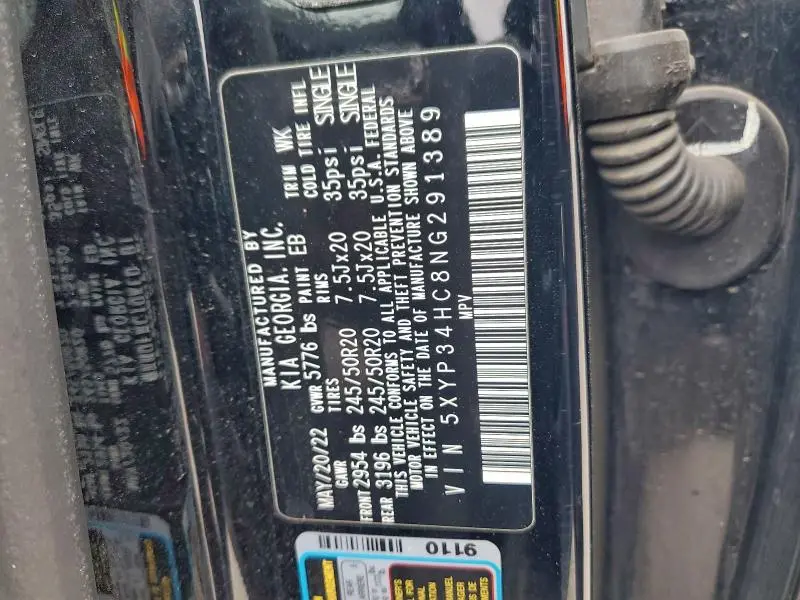 MANUFACTURED BY
KIA GEORGIA, INC.
MAY/20/22 GVWR 5776 lbs PAINT EB TRIM WK
GAWR TIRES RIMS COLD TIRE INFL
FRONT 2954 lbs 245/50R20 7.5Jx20 35psi SINGLE
REAR 3196 lbs 245/50R20 7.5Jx20 35psi SINGLE
THIS VEHICLE CONFORMS TO ALL APPLICABLE U.S.A. FEDERAL
MOTOR VEHICLE SAFETY AND THEFT PREVENTION STANDARDS
IN EFFECT ON THE DATE OF MANUFACTURE SHOWN ABOVE
VIN 5XYP34HC8NG291389
MPV
9110